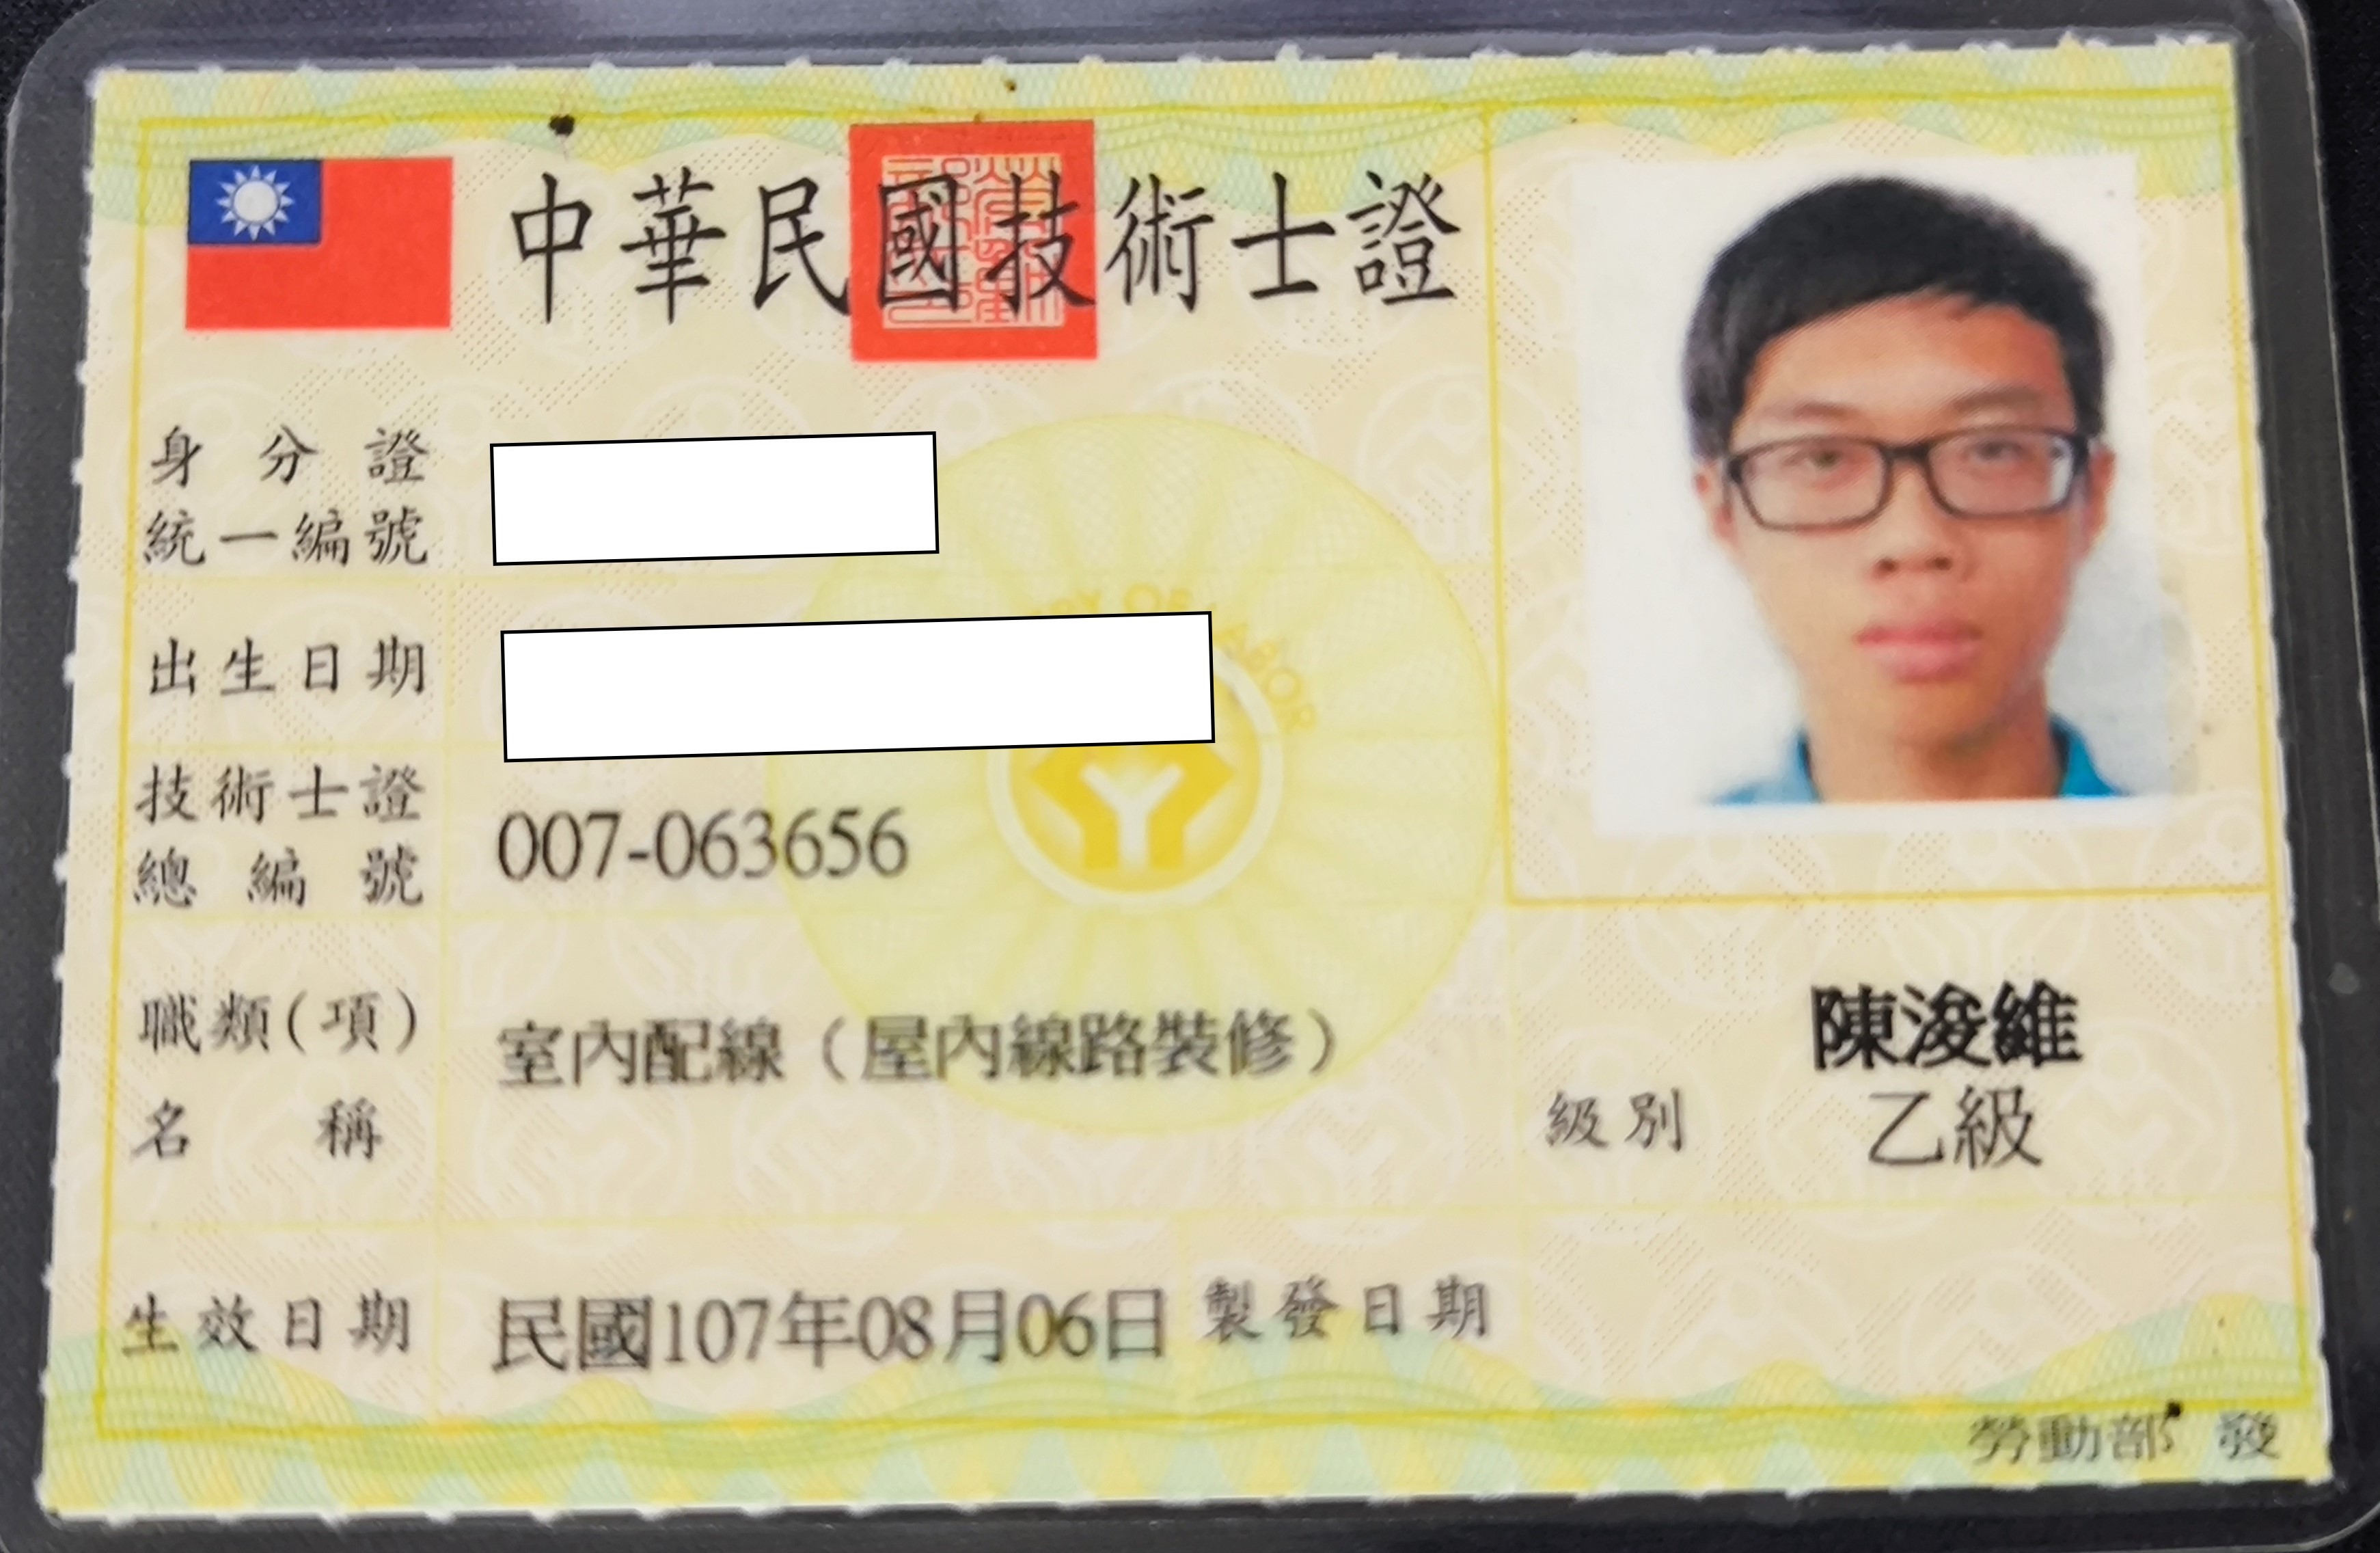 中華民國技術士證
身分證
統一編號
出生日期
技術士證
總編號
007-063656
職類(項)
名稱
室內配線（屋內線路裝修）
陳浚維
級別 乙級
生效日期 民國107年08月06日 製發日期
勞動部 發
OF
LABOR